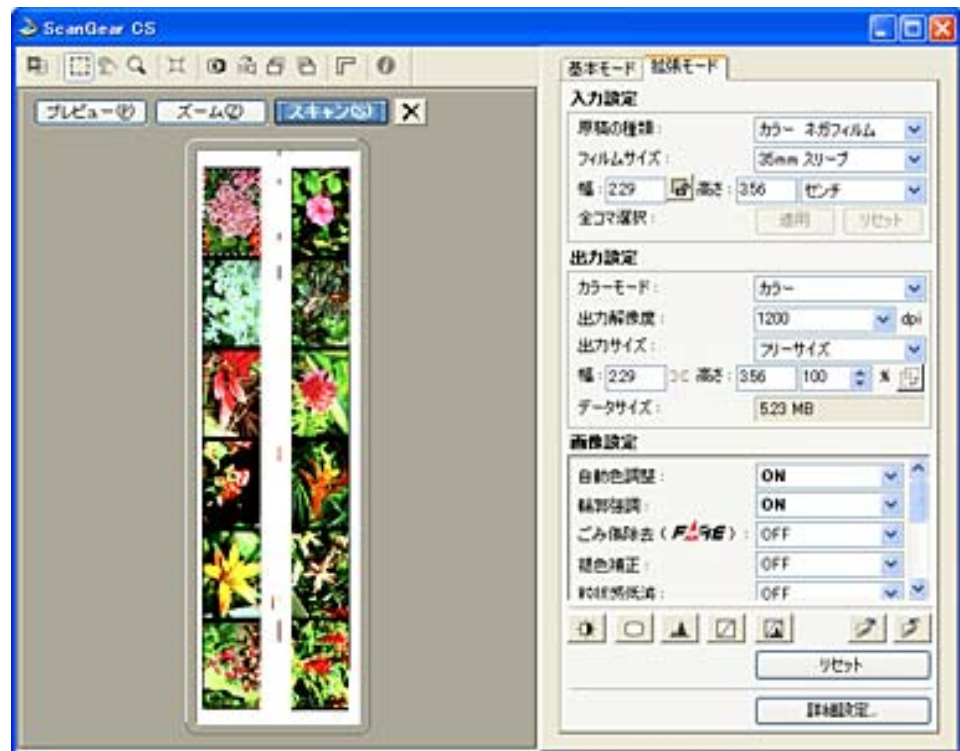 ScanGear CS
プレビュー(P) ズーム(Z) スキャン(S)
基本モード 拡張モード
入力設定
原稿の種類: カラー ネガフィルム
フィルムサイズ: 35mm スリーブ
幅: 2.29 高さ: 3.56 センチ
全コマ選択: 適用 リセット
出力設定
カラーモード: カラー
出力解像度: 1200 dpi
出力サイズ: フリーサイズ
幅: 2.29 高さ: 3.56 100 %
データサイズ: 5.23 MB
画像設定
自動色調整: ON
輪郭強調: ON
ごみ傷除去(FARE): OFF
褪色補正: OFF
粒状感低減: OFF
リセット
詳細設定...